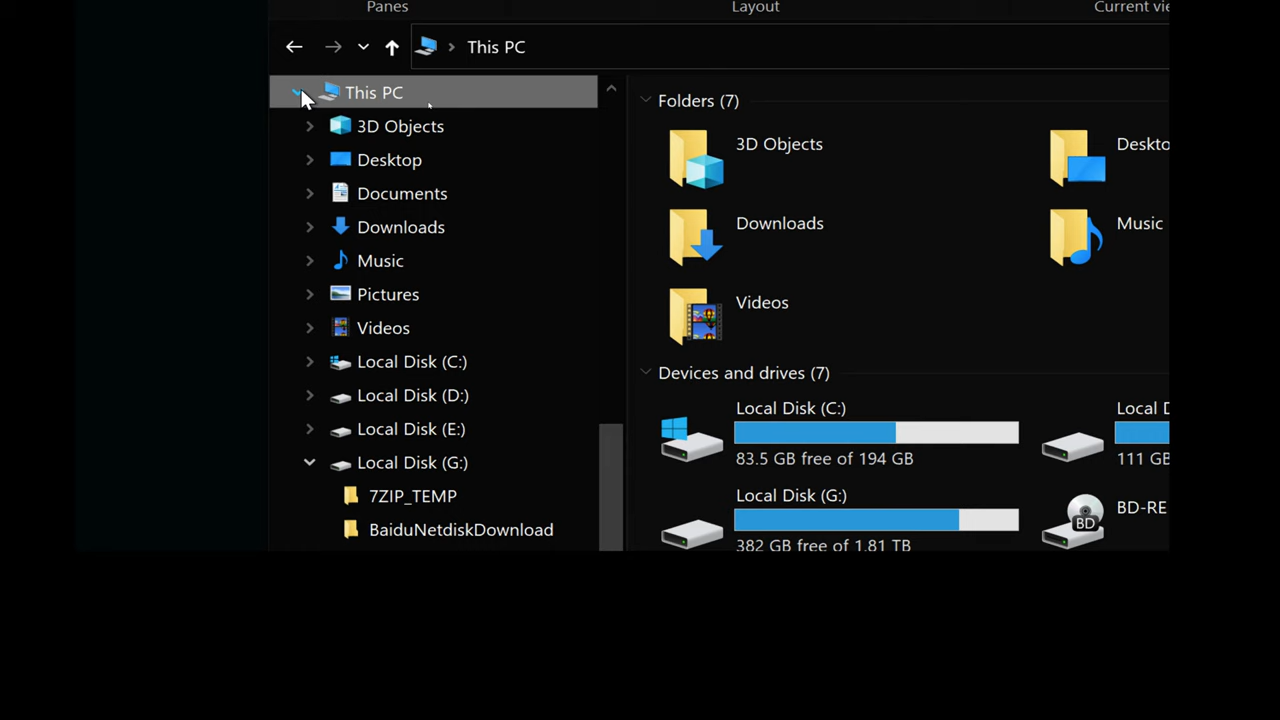 Panes
Layout
Current vie
This PC
This PC
3D Objects
Desktop
Documents
Downloads
Music
Pictures
Videos
Local Disk (C:)
Local Disk (D:)
Local Disk (E:)
Local Disk (G:)
7ZIP_TEMP
BaiduNetdiskDownload
Folders (7)
3D Objects
Deskto
Downloads
Music
Videos
Devices and drives (7)
Local Disk (C:)
83.5 GB free of 194 GB
Local D
111 GB
Local Disk (G:)
382 GB free of 1.81 TB
BD-RE
BD